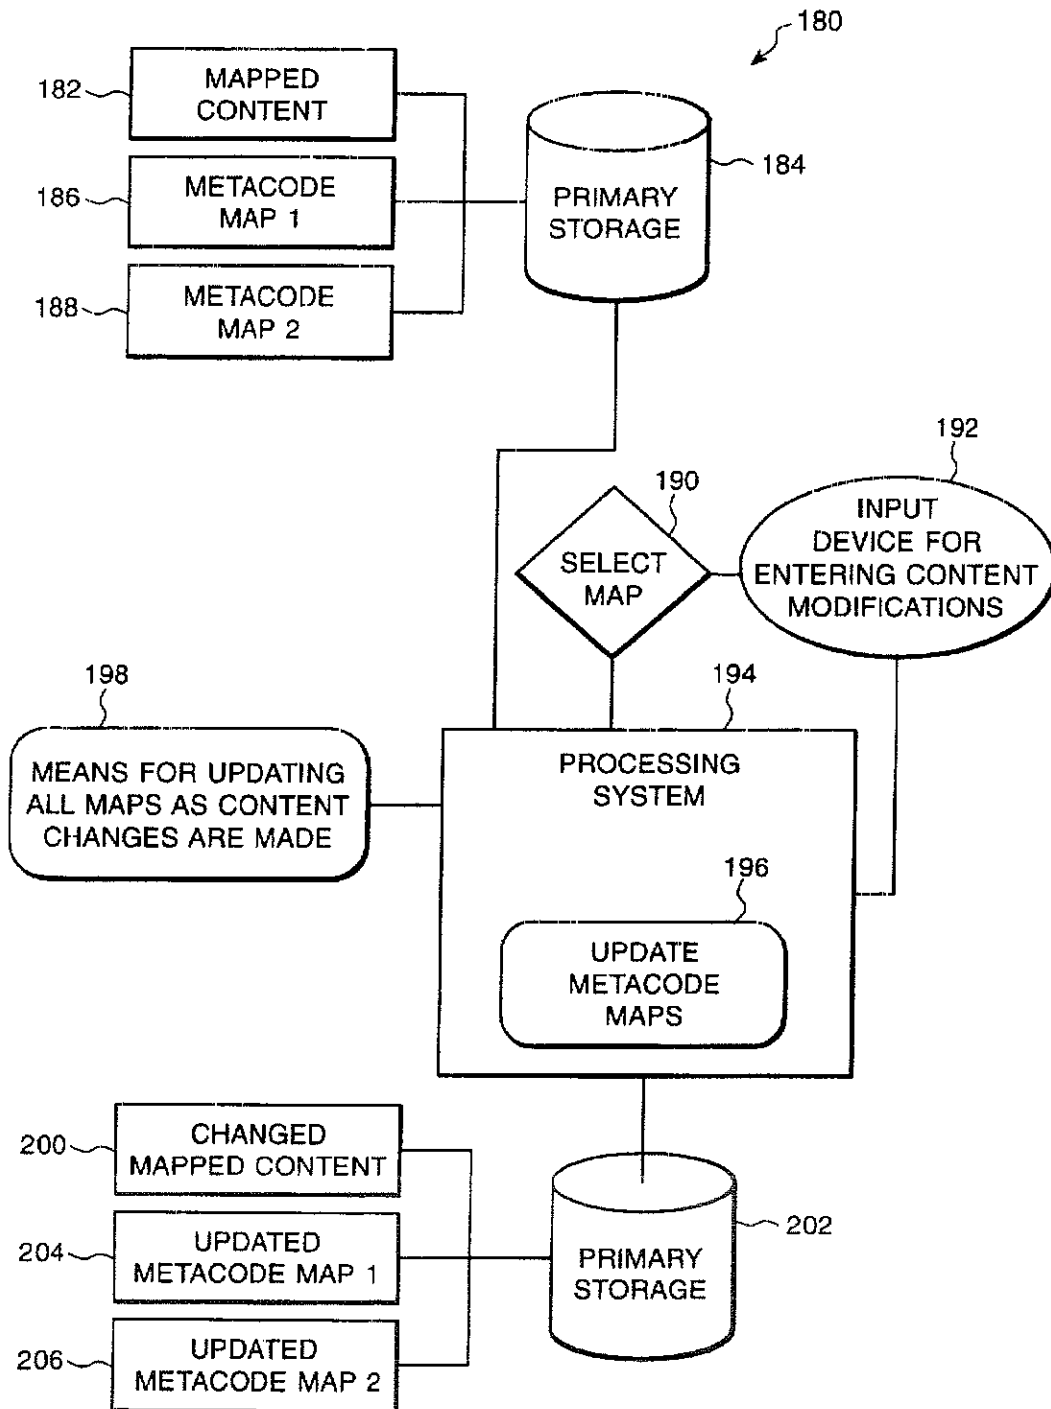 180
182
MAPPED
CONTENT
186
METACODE
MAP 1
188
METACODE
MAP 2
PRIMARY
STORAGE
184
190
SELECT
MAP
192
INPUT
DEVICE FOR
ENTERING CONTENT
MODIFICATIONS
198
MEANS FOR UPDATING
ALL MAPS AS CONTENT
CHANGES ARE MADE
194
PROCESSING
SYSTEM
196
UPDATE
METACODE
MAPS
200
CHANGED
MAPPED CONTENT
204
UPDATED
METACODE MAP 1
206
UPDATED
METACODE MAP 2
PRIMARY
STORAGE
202